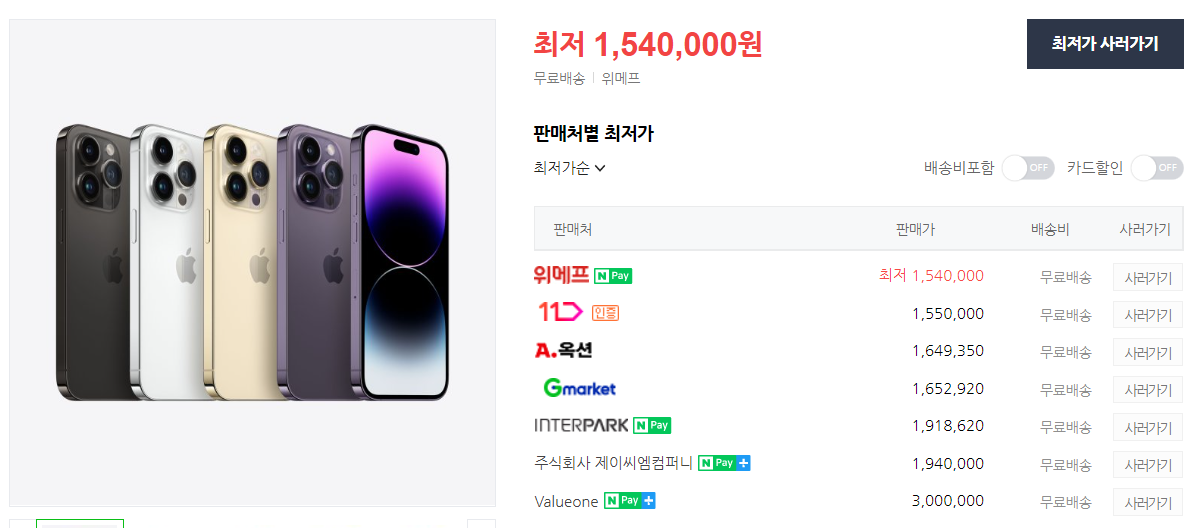 최저 1,540,000원
최저가 사러가기
무료배송 위메프
판매처별 최저가
최저가순 배송비포함 OFF 카드할인 OFF
판매처 판매가 배송비 사러가기
위메프 N Pay 최저 1,540,000 무료배송 사러가기
11 인증 1,550,000 무료배송 사러가기
A.옥션 1,649,350 무료배송 사러가기
Gmarket 1,652,920 무료배송 사러가기
INTERPARK N Pay 1,918,620 무료배송 사러가기
주식회사 제이씨엠컴퍼니 N Pay + 1,940,000 무료배송 사러가기
Valueone N Pay + 3,000,000 무료배송 사러가기